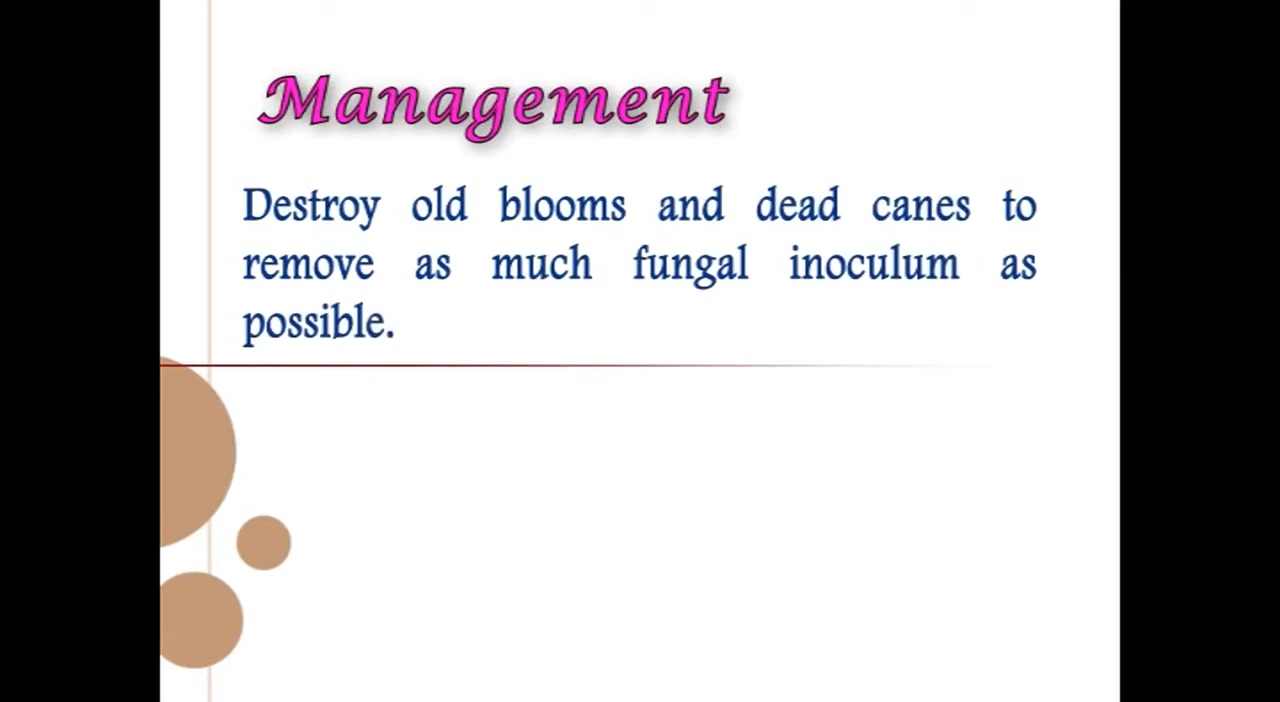 Management
Destroy old blooms and dead canes to
remove as much fungal inoculum as
possible.